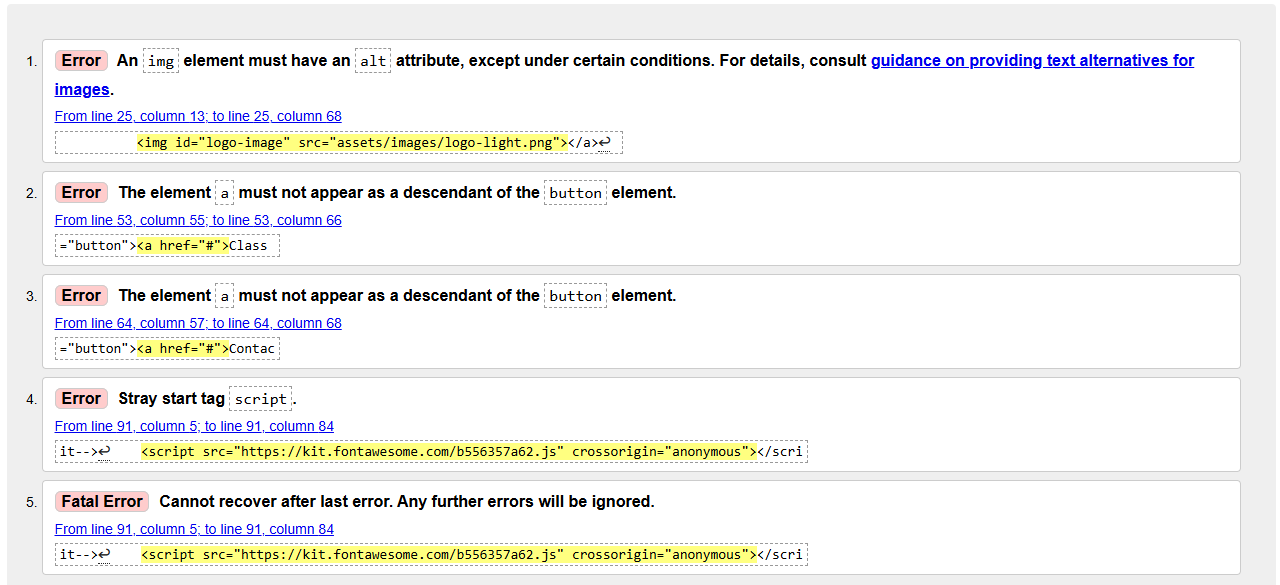 1. Error An img element must have an alt attribute, except under certain conditions. For details, consult guidance on providing text alternatives for
images.
From line 25, column 13; to line 25, column 68
<img id="logo-image" src="assets/images/logo-light.png"></a>↩
2. Error The element a must not appear as a descendant of the button element.
From line 53, column 55; to line 53, column 66
="button"><a href="#">Class
3. Error The element a must not appear as a descendant of the button element.
From line 64, column 57; to line 64, column 68
="button"><a href="#">Contac
4. Error Stray start tag script.
From line 91, column 5; to line 91, column 84
it-->↩ <script src="https://kit.fontawesome.com/b556357a62.js" crossorigin="anonymous"></scri
5. Fatal Error Cannot recover after last error. Any further errors will be ignored.
From line 91, column 5; to line 91, column 84
it-->↩ <script src="https://kit.fontawesome.com/b556357a62.js" crossorigin="anonymous"></scri